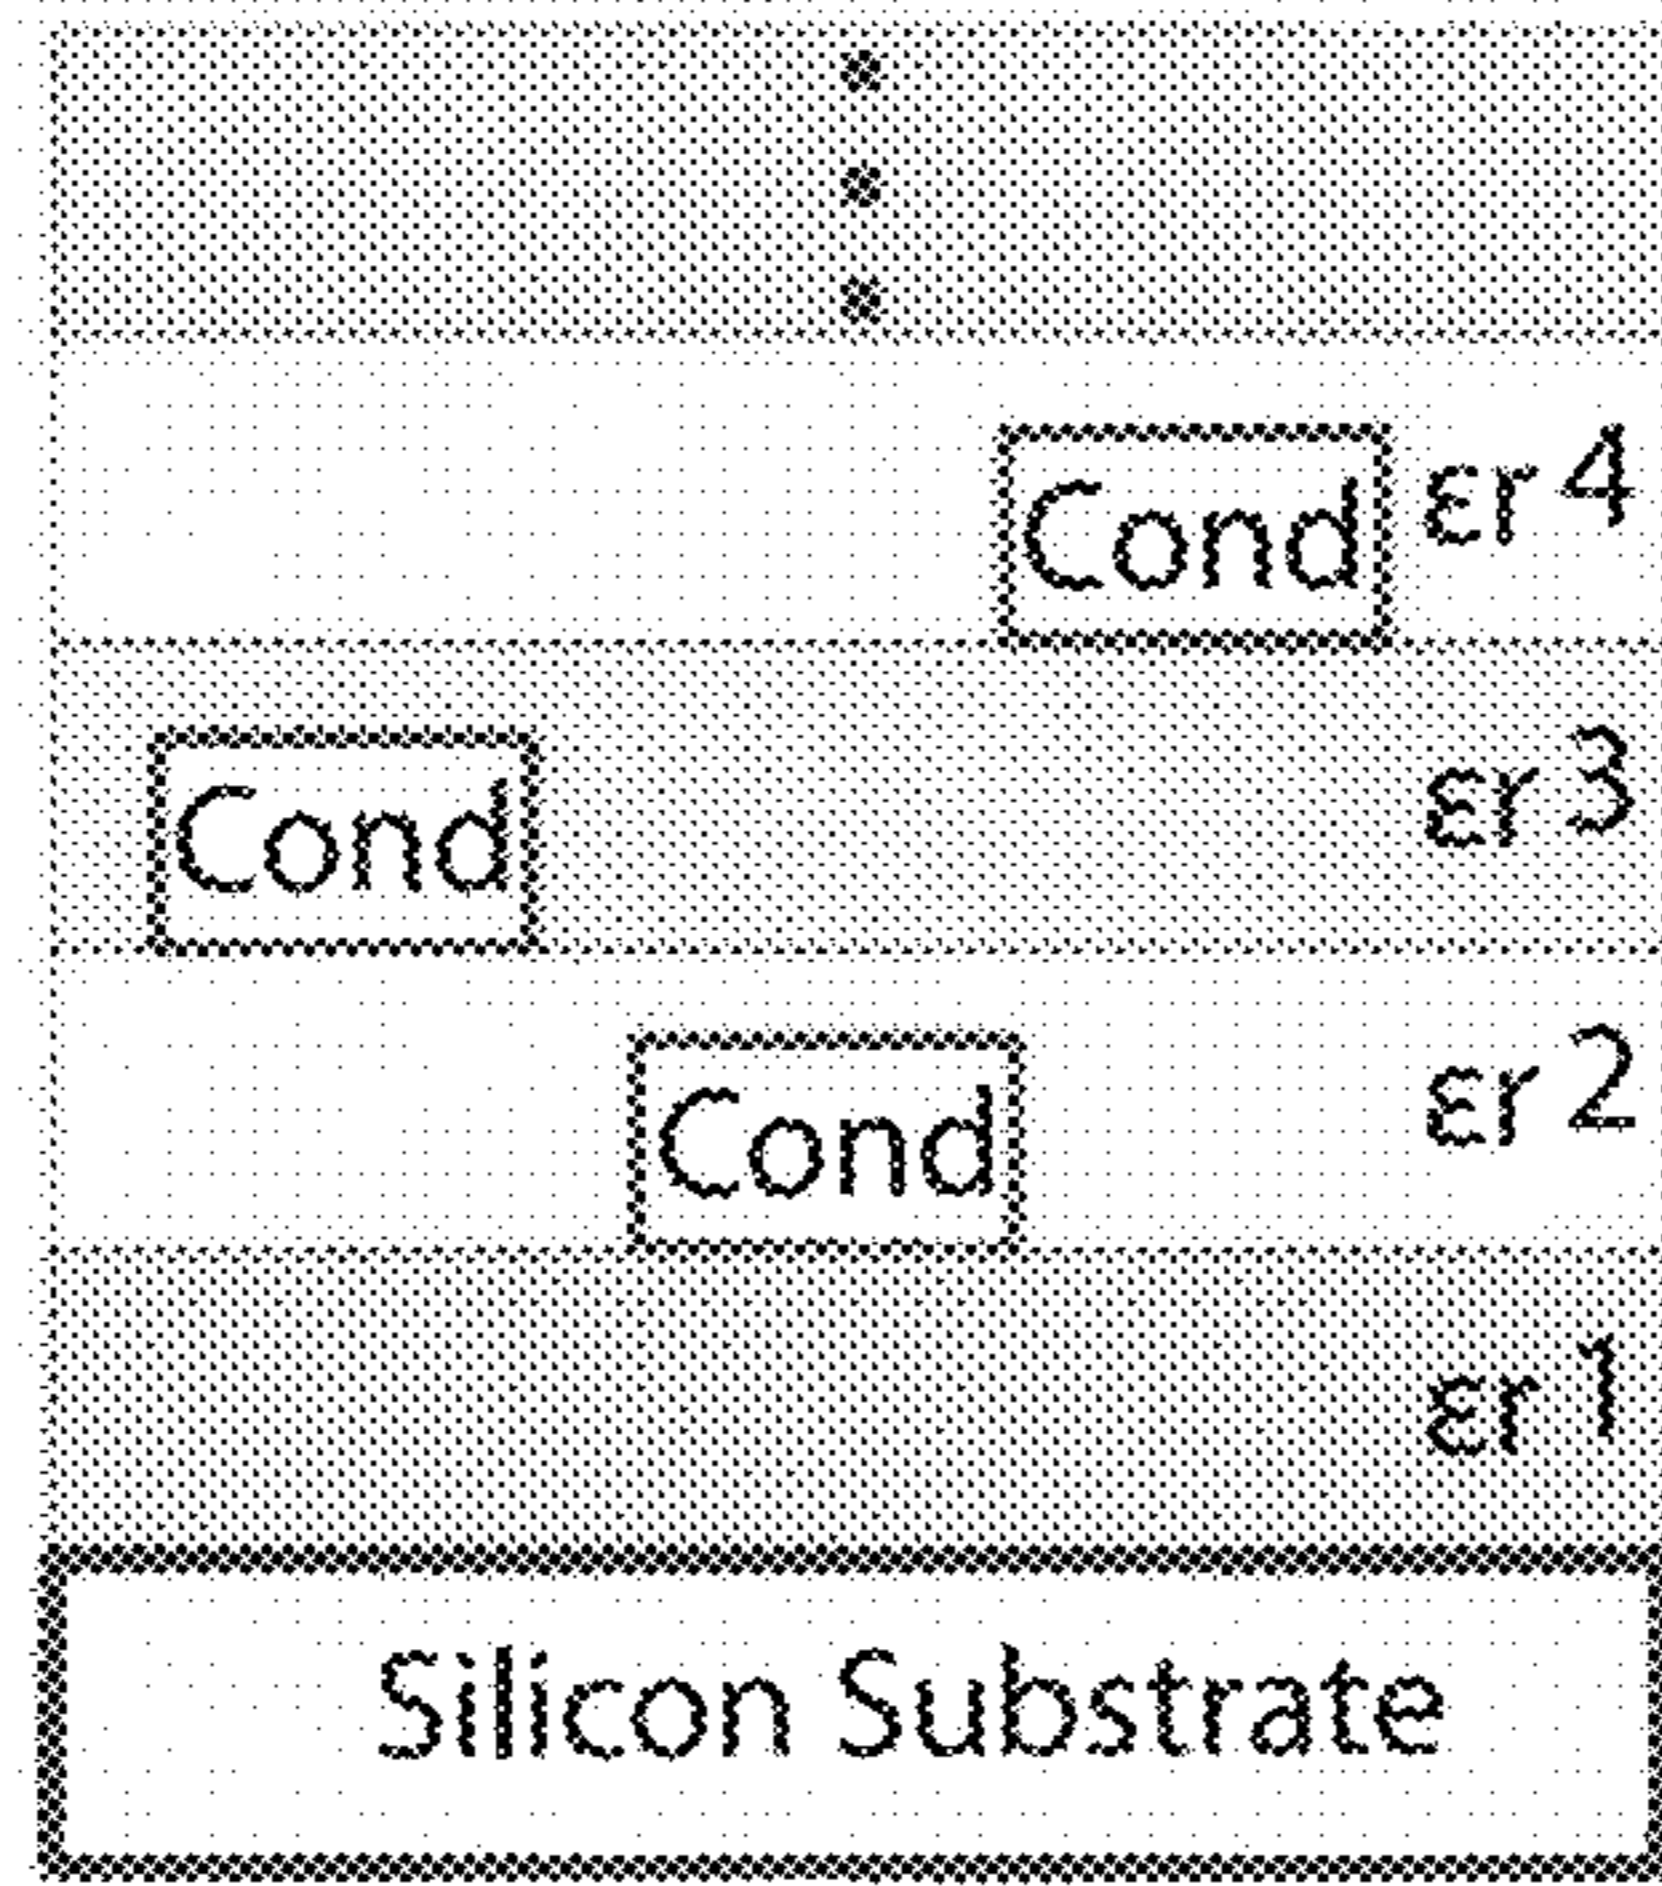 Cond εr 4
Cond εr 3
Cond εr 2
εr 1
Silicon Substrate